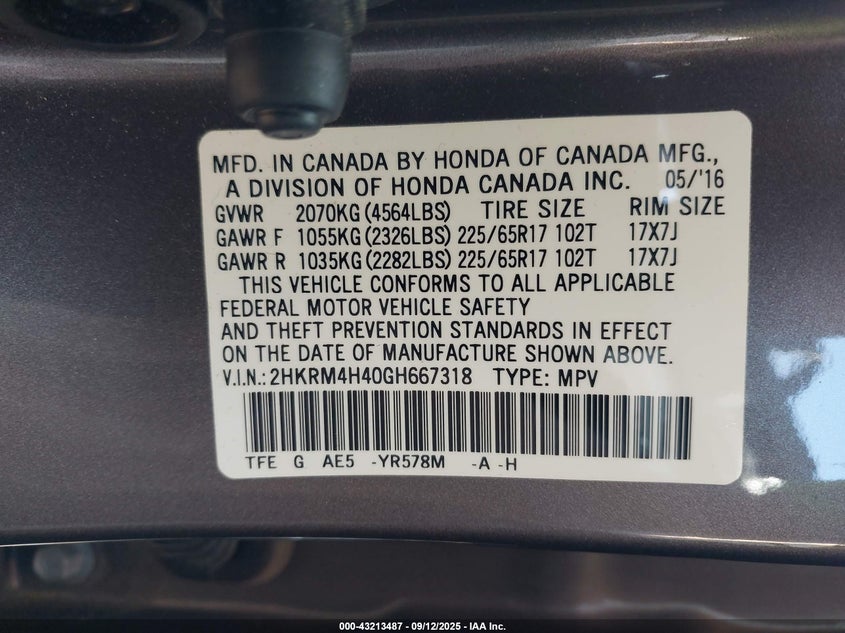 MFD. IN CANADA BY HONDA OF CANADA MFG.,
A DIVISION OF HONDA CANADA INC. 05/'16
GVWR 2070KG (4564LBS) TIRE SIZE RIM SIZE
GAWR F 1055KG (2326LBS) 225/65R17 102T 17X7J
GAWR R 1035KG (2282LBS) 225/65R17 102T 17X7J
THIS VEHICLE CONFORMS TO ALL APPLICABLE
FEDERAL MOTOR VEHICLE SAFETY
AND THEFT PREVENTION STANDARDS IN EFFECT
ON THE DATE OF MANUFACTURE SHOWN ABOVE.
V.I.N.: 2HKRM4H40GH667318 TYPE: MPV
TFE G AE5 -YR578M -A -H
000-43213487 - 09/12/2025 - IAA Inc.